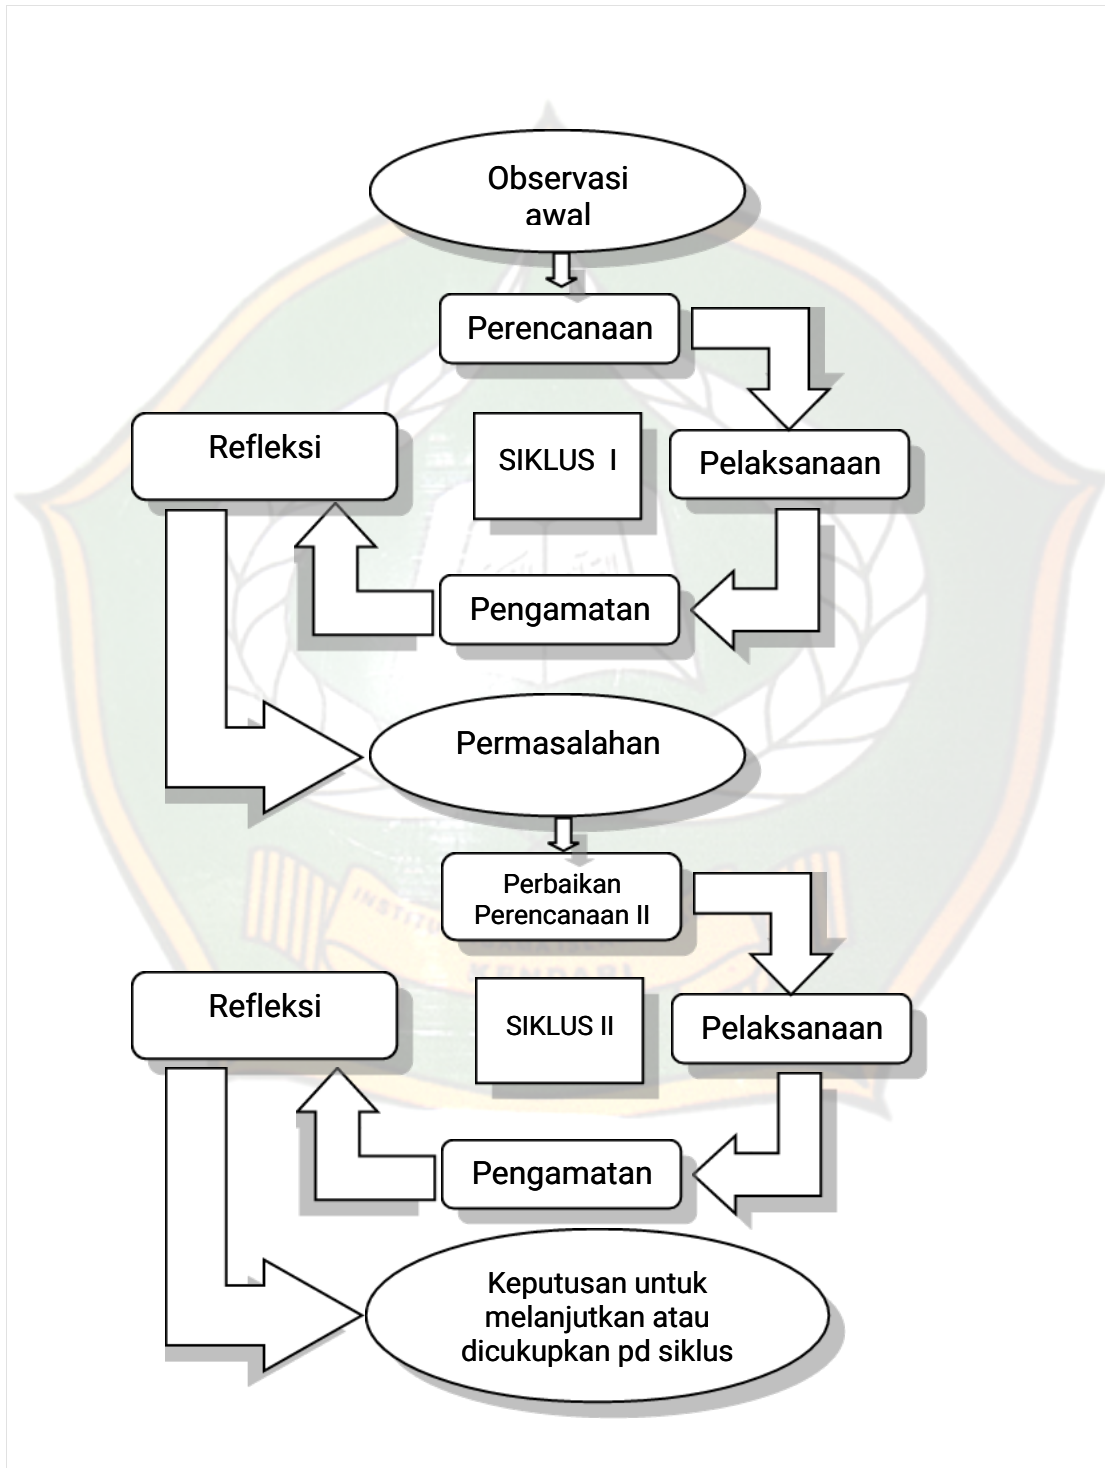 Observasi
awal
Perencanaan
Refleksi
SIKLUS I
Pelaksanaan
Pengamatan
Permasalahan
Perbaikan
Perencanaan II
Refleksi
SIKLUS II
Pelaksanaan
Pengamatan
Keputusan untuk
melanjutkan atau
dicukupkan pd siklus
KENDARI